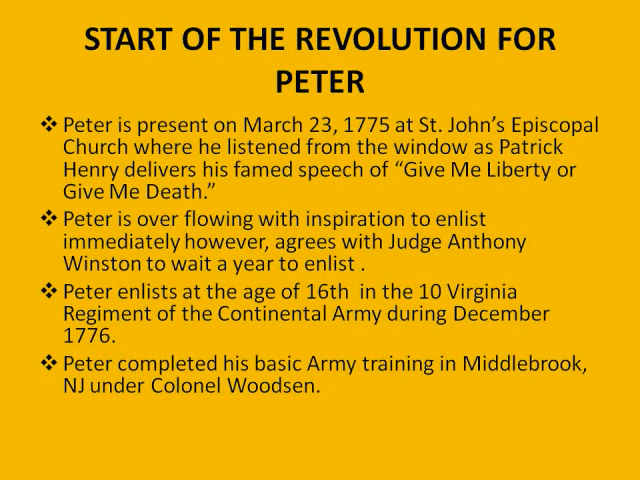 START OF THE REVOLUTION FOR
PETER
❖ Peter is present on March 23, 1775 at St. John’s Episcopal
Church where he listened from the window as Patrick
Henry delivers his famed speech of “Give Me Liberty or
Give Me Death.”
❖ Peter is over flowing with inspiration to enlist
immediately however, agrees with Judge Anthony
Winston to wait a year to enlist .
❖ Peter enlists at the age of 16th in the 10 Virginia
Regiment of the Continental Army during December
1776.
❖ Peter completed his basic Army training in Middlebrook,
NJ under Colonel Woodsen.